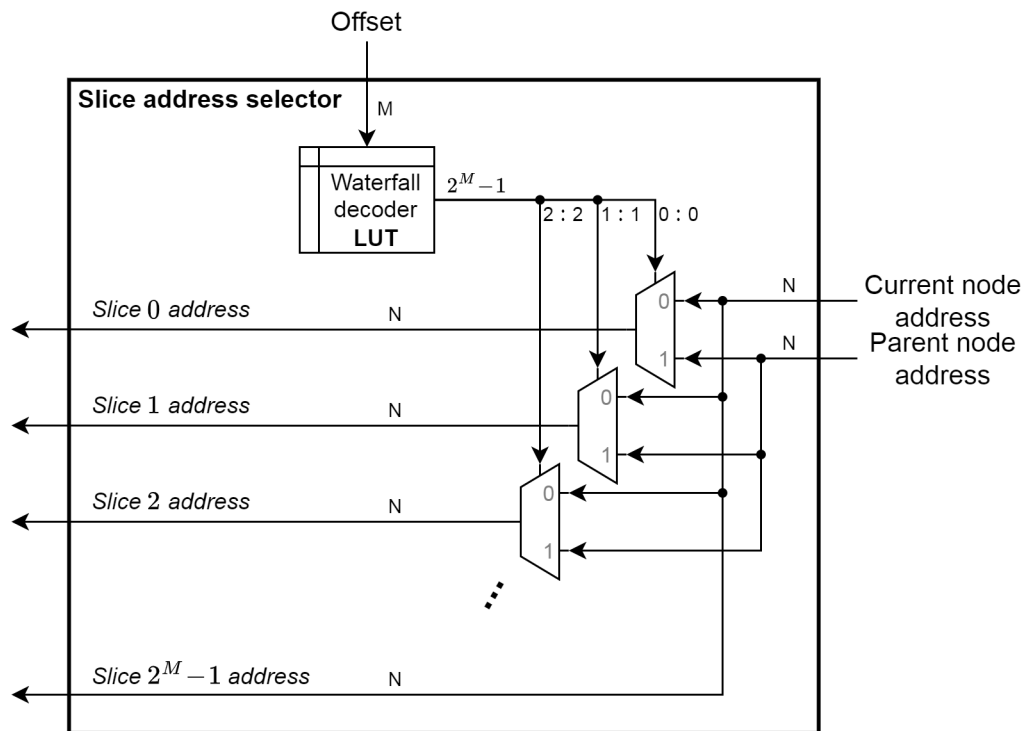 Offset
Slice address selector
M
Waterfall
decoder
LUT
2^M−1
2 : 2
1 : 1
0 : 0
Current node
address
N
Parent node
address
N
0
1
Slice 0 address
N
0
1
Slice 1 address
N
0
1
Slice 2 address
N
Slice 2^M−1 address
N